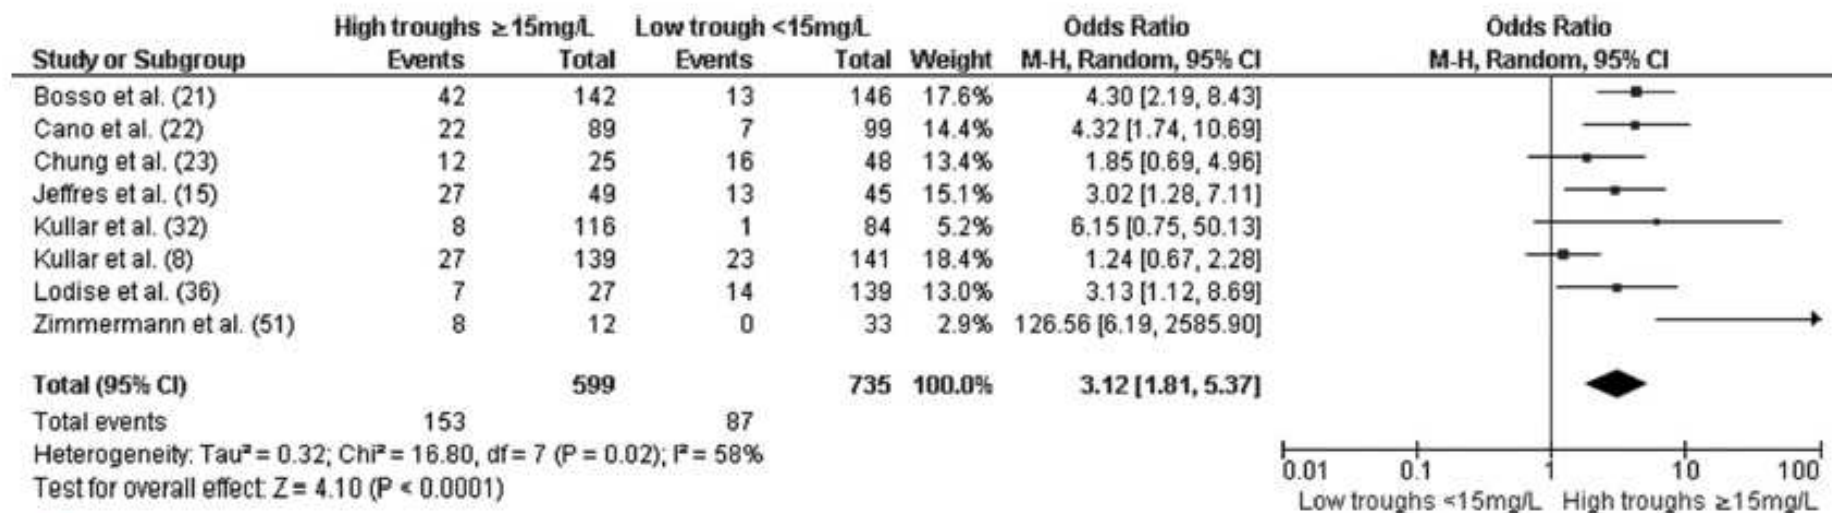 High troughs ≥15mg/L Low trough <15mg/L Odds Ratio Odds Ratio
Study or Subgroup Events Total Events Total Weight M-H, Random, 95% CI M-H, Random, 95% CI
Bosso et al. (21) 42 142 13 146 17.6% 4.30 [2.19, 8.43]
Cano et al. (22) 22 89 7 99 14.4% 4.32 [1.74, 10.69]
Chung et al. (23) 12 25 16 48 13.4% 1.85 [0.69, 4.96]
Jeffres et al. (15) 27 49 13 45 15.1% 3.02 [1.28, 7.11]
Kullar et al. (32) 8 116 1 84 5.2% 6.15 [0.75, 50.13]
Kullar et al. (8) 27 139 23 141 18.4% 1.24 [0.67, 2.28]
Lodise et al. (36) 7 27 14 139 13.0% 3.13 [1.12, 8.69]
Zimmermann et al. (51) 8 12 0 33 2.9% 126.56 [6.19, 2585.90]
Total (95% CI) 599 735 100.0% 3.12 [1.81, 5.37]
Total events 153 87
Heterogeneity: Tau² = 0.32; Chi² = 16.80, df = 7 (P = 0.02); I² = 58%
Test for overall effect: Z = 4.10 (P < 0.0001)
0.01 0.1 1 10 100
Low troughs <15mg/L High troughs ≥15mg/L